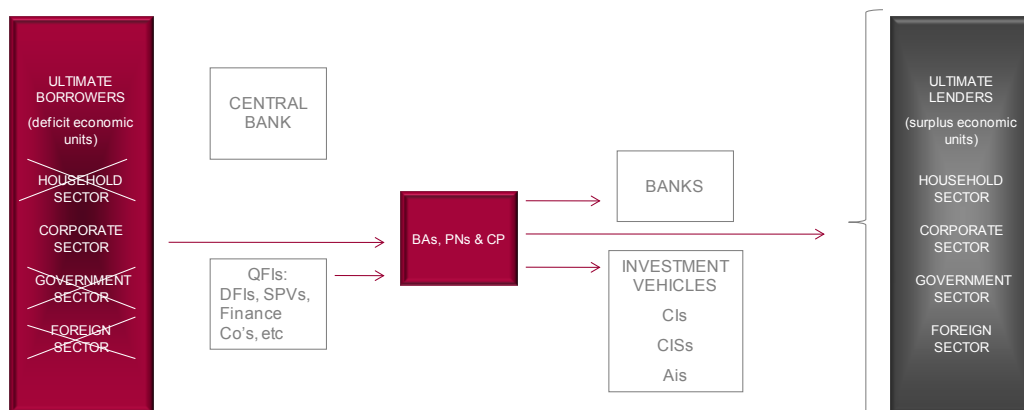 ULTIMATE
BORROWERS
(deficit economic
units)
HOUSEHOLD
SECTOR
CORPORATE
SECTOR
GOVERNMENT
SECTOR
FOREIGN
SECTOR
CENTRAL
BANK
QFIs:
DFIs, SPVs,
Finance
Co's, etc
BAs, PNs & CP
BANKS
INVESTMENT
VEHICLES
CIs
CISs
Ais
ULTIMATE
LENDERS
(surplus economic
units)
HOUSEHOLD
SECTOR
CORPORATE
SECTOR
GOVERNMENT
SECTOR
FOREIGN
SECTOR